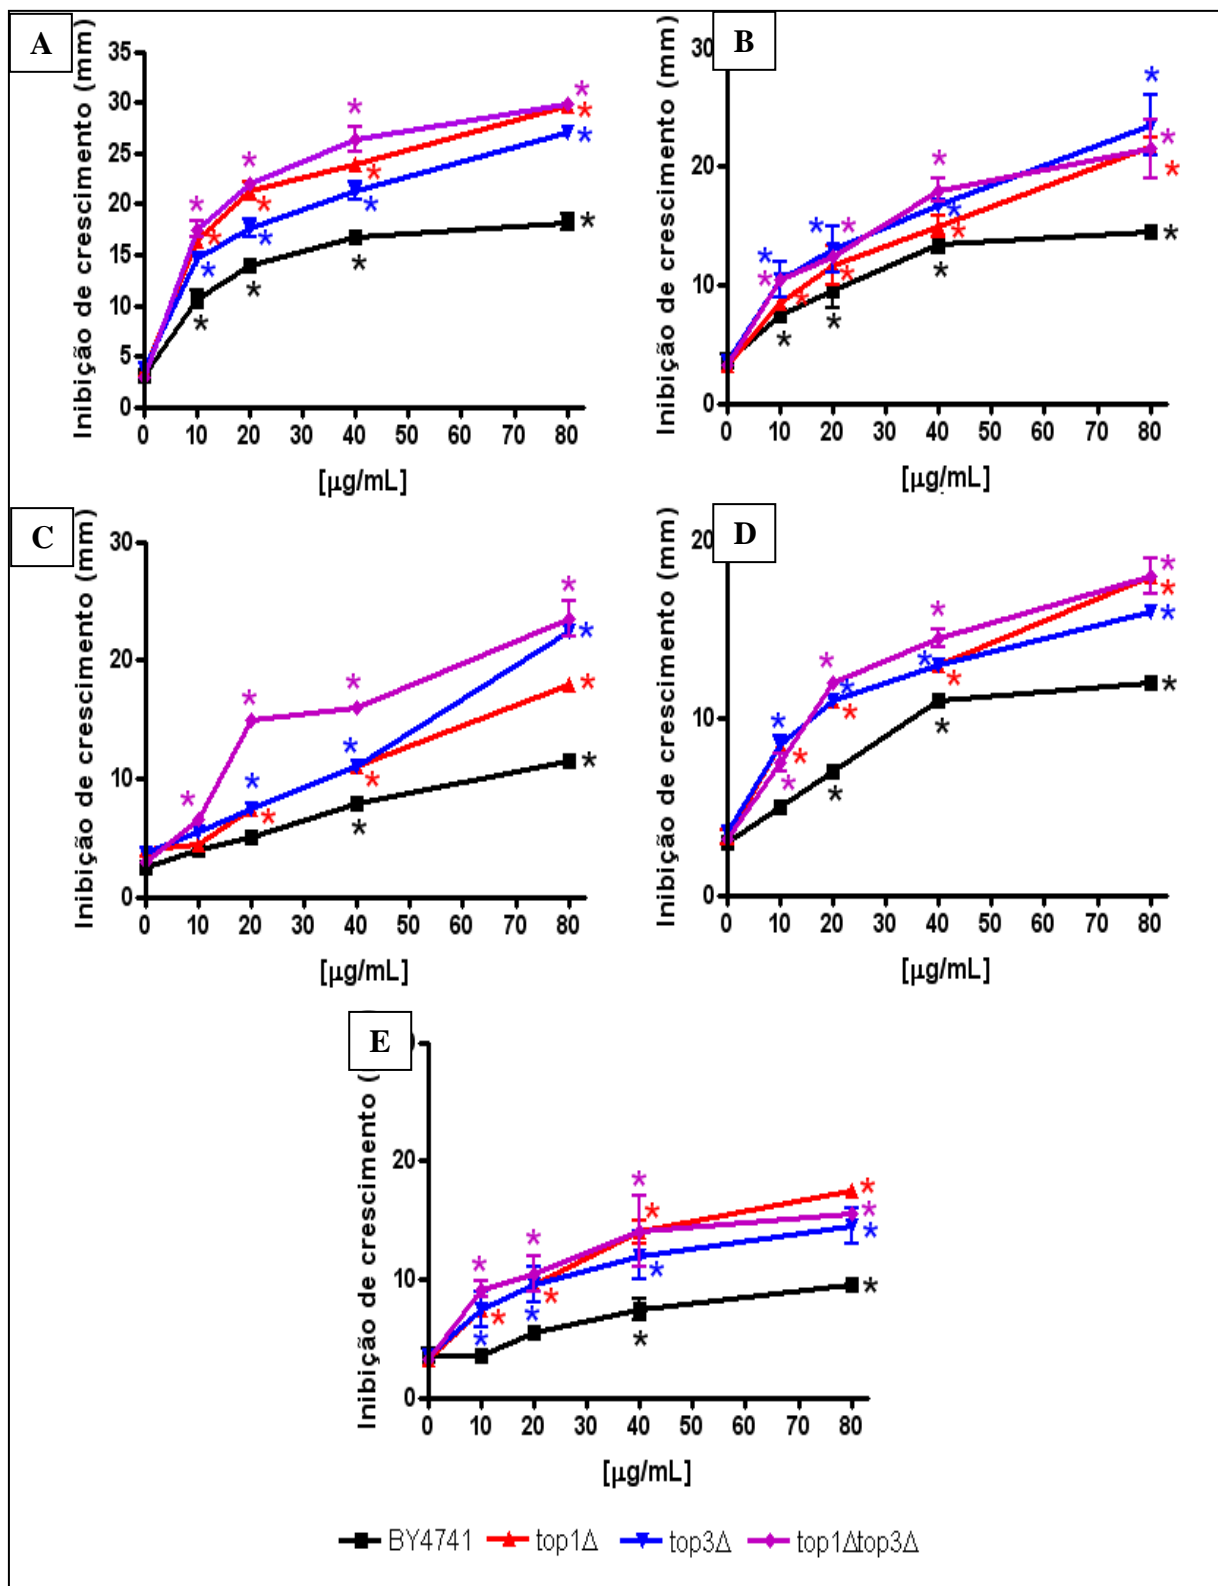 A
Inibição de crescimento (mm)
35
30
25
20
15
10
5
0
0 10 20 30 40 50 60 70 80
[μg/mL]
B
Inibição de crescimento (mm)
30
20
10
0
0 10 20 30 40 50 60 70 80
[μg/mL]
C
Inibição de crescimento (mm)
30
20
10
0
0 10 20 30 40 50 60 70 80
[μg/mL]
D
Inibição de crescimento (mm)
20
10
0
0 10 20 30 40 50 60 70 80
[μg/mL]
E
Inibição de crescimento (
20
10
0
0 10 20 30 40 50 60 70 80
[μg/mL]
BY4741 top1Δ top3Δ top1Δtop3Δ